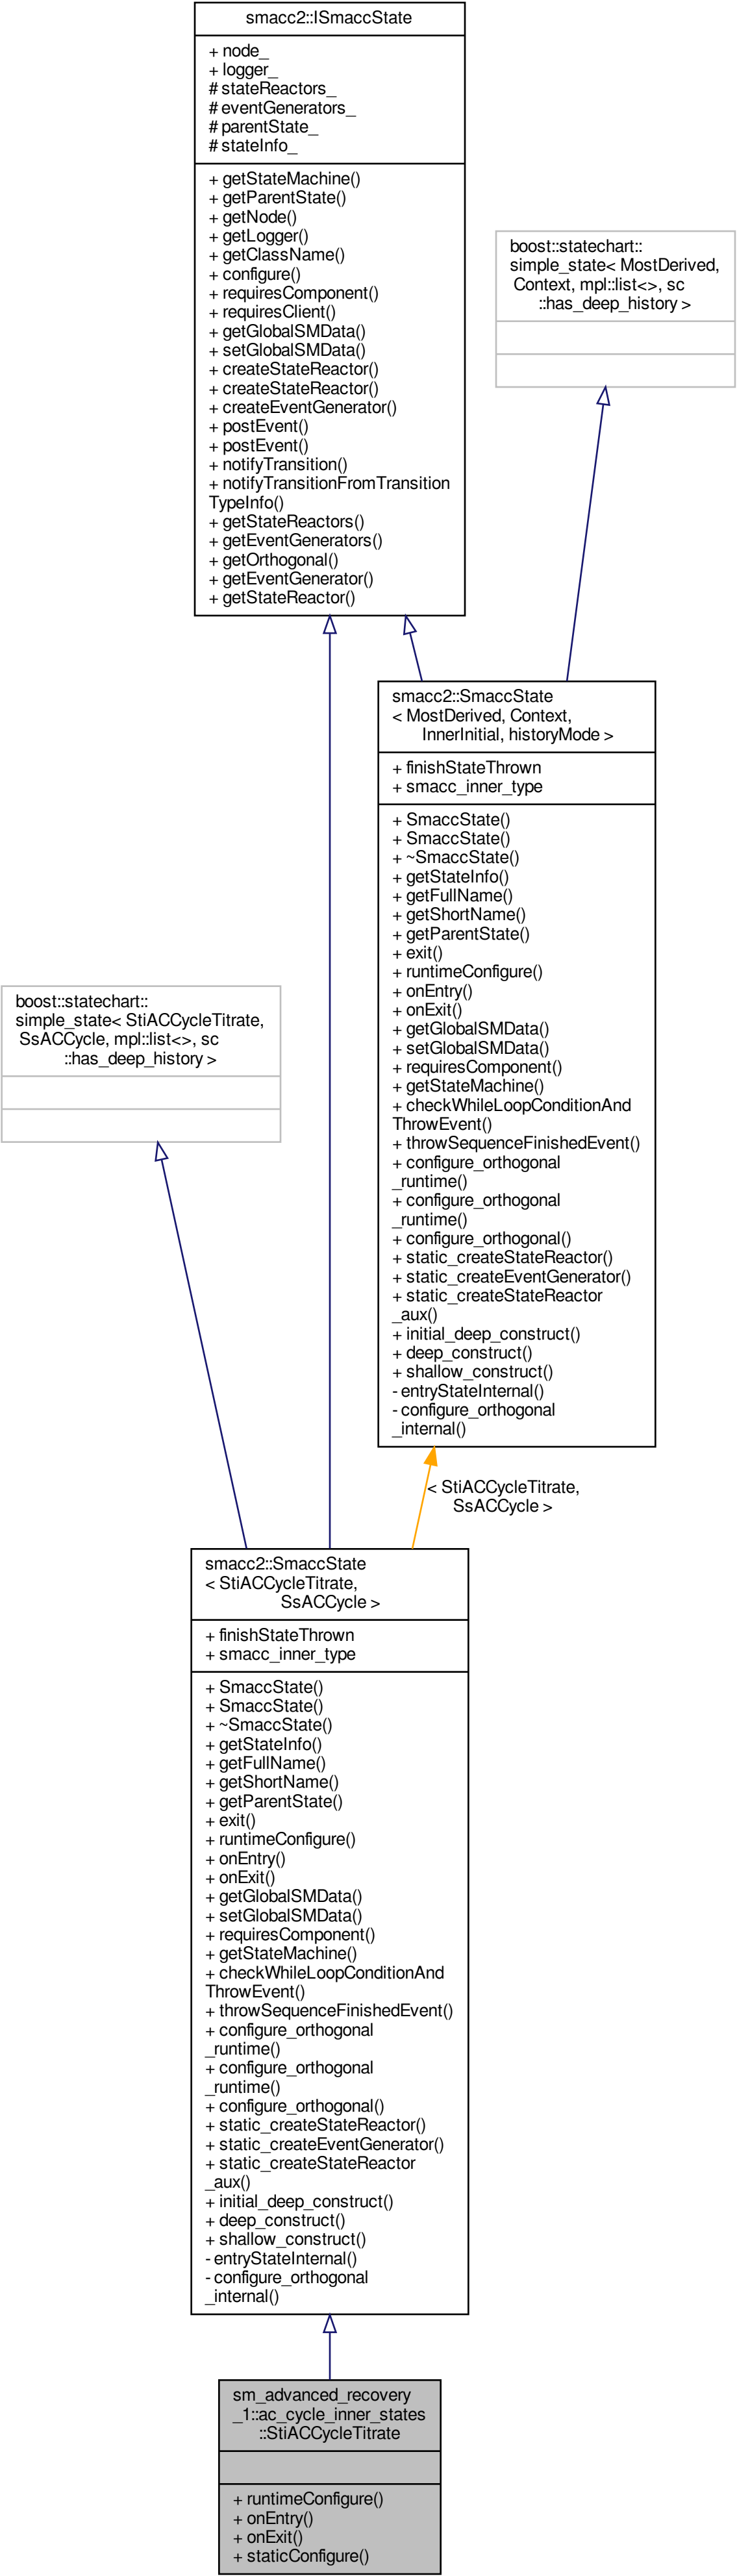 smacc2::ISmaccState
+ node_
+ logger_
# stateReactors_
# eventGenerators_
# parentState_
# stateInfo_
+ getStateMachine()
+ getParentState()
+ getNode()
+ getLogger()
+ getClassName()
+ configure()
+ requiresComponent()
+ requiresClient()
+ getGlobalSMData()
+ setGlobalSMData()
+ createStateReactor()
+ createStateReactor()
+ createEventGenerator()
+ postEvent()
+ postEvent()
+ notifyTransition()
+ notifyTransitionFromTransition
TypeInfo()
+ getStateReactors()
+ getEventGenerators()
+ getOrthogonal()
+ getEventGenerator()
+ getStateReactor()
boost::statechart::
simple_state< MostDerived,
Context, mpl::list<>, sc
::has_deep_history >
smacc2::SmaccState
< MostDerived, Context,
InnerInitial, historyMode >
+ finishStateThrown
+ smacc_inner_type
+ SmaccState()
+ SmaccState()
+ ~SmaccState()
+ getStateInfo()
+ getFullName()
+ getShortName()
+ getParentState()
+ exit()
+ runtimeConfigure()
+ onEntry()
+ onExit()
+ getGlobalSMData()
+ setGlobalSMData()
+ requiresComponent()
+ getStateMachine()
+ checkWhileLoopConditionAnd
ThrowEvent()
+ throwSequenceFinishedEvent()
+ configure_orthogonal
_runtime()
+ configure_orthogonal
_runtime()
+ configure_orthogonal()
+ static_createStateReactor()
+ static_createEventGenerator()
+ static_createStateReactor
_aux()
+ initial_deep_construct()
+ deep_construct()
+ shallow_construct()
- entryStateInternal()
- configure_orthogonal
_internal()
boost::statechart::
simple_state< StiACCycleTitrate,
SsACCycle, mpl::list<>, sc
::has_deep_history >
< StiACCycleTitrate,
SsACCycle >
smacc2::SmaccState
< StiACCycleTitrate,
SsACCycle >
+ finishStateThrown
+ smacc_inner_type
+ SmaccState()
+ SmaccState()
+ ~SmaccState()
+ getStateInfo()
+ getFullName()
+ getShortName()
+ getParentState()
+ exit()
+ runtimeConfigure()
+ onEntry()
+ onExit()
+ getGlobalSMData()
+ setGlobalSMData()
+ requiresComponent()
+ getStateMachine()
+ checkWhileLoopConditionAnd
ThrowEvent()
+ throwSequenceFinishedEvent()
+ configure_orthogonal
_runtime()
+ configure_orthogonal
_runtime()
+ configure_orthogonal()
+ static_createStateReactor()
+ static_createEventGenerator()
+ static_createStateReactor
_aux()
+ initial_deep_construct()
+ deep_construct()
+ shallow_construct()
- entryStateInternal()
- configure_orthogonal
_internal()
sm_advanced_recovery
_1::ac_cycle_inner_states
::StiACCycleTitrate
+ runtimeConfigure()
+ onEntry()
+ onExit()
+ staticConfigure()